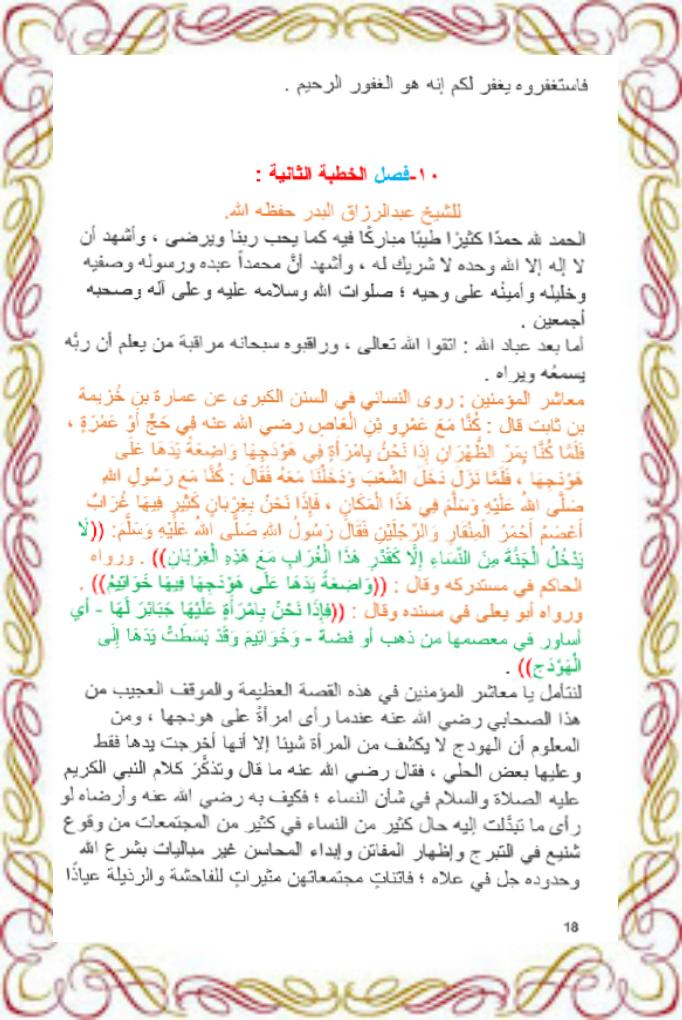 فاستغفروه يغفر لكم إنه هو الغفور الرحيم .
١٠-فصل الخطبة الثانية :
للشيخ عبدالرزاق البدر حفظه الله.
الحمد لله حمدًا كثيرًا طيبًا مباركًا فيه كما يحب ربنا ويرضى ، وأشهد أن
لا إله إلا الله وحده لا شريك له ، وأشهد أنَّ محمداً عبده ورسوله وصفيه
وخليله وأمينُه على وحيه ؛ صلوات الله وسلامه عليه وعلى آله وصحبه
أجمعين .
أما بعد عباد الله : اتقوا الله تعالى ، وراقبوه سبحانه مراقبة من يعلم أن ربَّه
يسمعُه ويراه .
معاشر المؤمنين : روى النسائي في السنن الكبرى عن عمارة بن خُزيمة
بن ثابت قال : كُنَّا مَعَ عَمْرِو بْنِ الْعَاصِ رضي الله عنه فِي حَجٍّ أَوْ عُمْرَةٍ ،
فَلَمَّا كُنَّا بِمَرِّ الظَّهْرَانِ إِذَا نَحْنُ بِامْرَأَةٍ فِي هَوْدَجِهَا وَاضِعَةً يَدَهَا عَلَى
هَوْدَجِهَا ، فَلَمَّا نَزَلَ دَخَلَ الشِّعْبَ وَدَخَلْنَا مَعَهُ فَقَالَ : كُنَّا مَعَ رَسُولِ اللهِ
صَلَّى اللهُ عَلَيْهِ وَسَلَّمَ فِي هَذَا الْمَكَانِ ، فَإِذَا نَحْنُ بِغِرْبَانٍ كَثِيرٍ فِيهَا غُرَابٌ
أَعْصَمُ أَحْمَرُ الْمِنْقَارِ وَالرِّجْلَيْنِ فَقَالَ رَسُولُ اللهِ صَلَّى اللهُ عَلَيْهِ وَسَلَّمَ: ((لَا
يَدْخُلُ الْجَنَّةَ مِنَ النِّسَاءِ إِلَّا كَقَدْرِ هَذَا الْغُرَابِ مَعَ هَذِهِ الْغِرْبَانِ)) . ورواه
الحاكم في مستدركه وقال : ((وَاضِعَةً يَدَهَا عَلَى هَوْدَجِهَا فِيهَا خَوَاتِيمُ)) .
ورواه أبو يعلى في مسنده وقال : ((فَإِذَا نَحْنُ بِامْرَأَةٍ عَلَيْهَا جَبَائِرَ لَهَا - أي
أساور في معصمها من ذهب أو فضة - وَخَوَاتِيمَ وَقَدْ بَسَطَتْ يَدَهَا إِلَى
الْهَوْدَجِ)) .
لنتأمل يا معاشر المؤمنين في هذه القصة العظيمة والموقف العجيب من
هذا الصحابي رضي الله عنه عندما رأى امرأةً على هودجها ، ومن
المعلوم أن الهودج لا يكشف من المرأة شيئا إلا أنها أخرجت يدها فقط
وعليها بعض الحلي ، فقال رضي الله عنه ما قال وتذكَّرَ كلام النبي الكريم
عليه الصلاة والسلام في شأن النساء ؛ فكيف به رضي الله عنه وأرضاه لو
رأى ما تبدَّلت إليه حال كثير من النساء في كثير من المجتمعات من وقوع
شنيع في التبرج وإظهار المفاتن وإبداء المحاسن غير مباليات بشرع الله
وحدوده جل في علاه ؛ فاتناتٍ مجتمعاتهن مثيراتٍ للفاحشة والرذيلة عياذًا
18